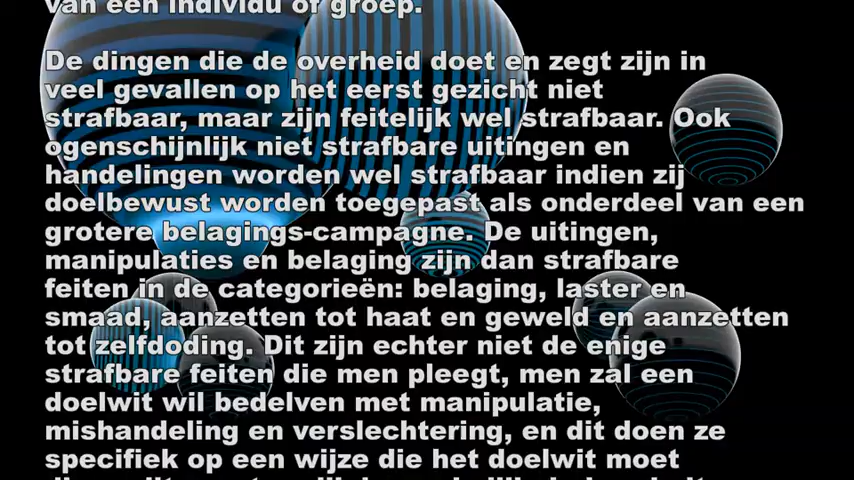 van een individu of groep.
De dingen die de overheid doet en zegt zijn in
veel gevallen op het eerst gezicht niet
strafbaar, maar zijn feitelijk wel strafbaar. Ook
ogenschijnlijk niet strafbare uitingen en
handelingen worden wel strafbaar indien zij
doelbewust worden toegepast als onderdeel van een
grotere belagings-campagne. De uitingen,
manipulaties en belaging zijn dan strafbare
feiten in de categorieën: belaging, laster en
smaad, aanzetten tot haat en geweld en aanzetten
tot zelfdoding. Dit zijn echter niet de enige
strafbare feiten die men pleegt, men zal een
doelwit wil bedelven met manipulatie,
mishandeling en verslechtering, en dit doen ze
specifiek op een wijze die het doelwit moet